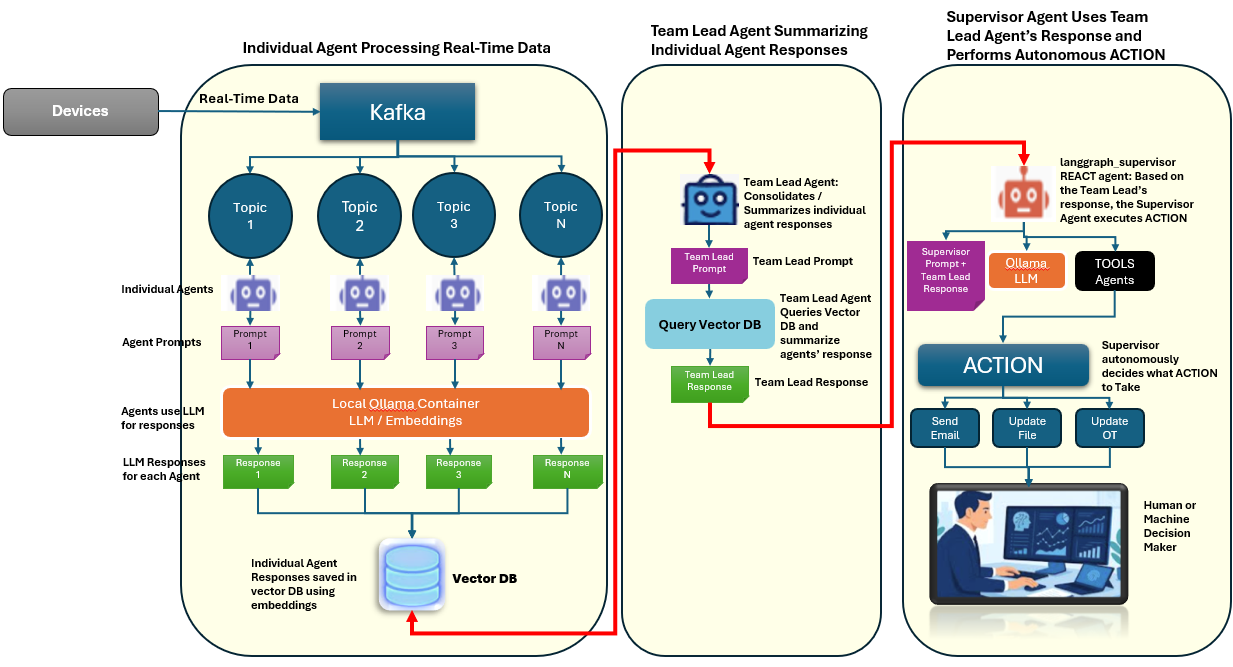 Individual Agent Processing Real-Time Data
Team Lead Agent Summarizing
Individual Agent Responses
Supervisor Agent Uses Team
Lead Agent's Response and
Performs Autonomous ACTION
Devices
Real-Time Data
Kafka
Topic
1
Topic
2
Topic
3
Topic
N
Individual Agents
Agent Prompts
Prompt
1
Prompt
2
Prompt
3
Prompt
N
Agents use LLM
for responses
Local Ollama Container
LLM / Embeddings
LLM Responses
for each Agent
Response
1
Response
2
Response
3
Response
N
Individual Agent
Responses saved in
vector DB using
embeddings
Vector DB
Team Lead Agent:
Consolidates /
Summarizes individual
agent responses
Team Lead
Prompt
Team Lead Prompt
Query Vector DB
Team Lead Agent
Queries Vector
DB and
summarize
agents' response
Team Lead
Response
Team Lead Response
langgraph_supervisor
REACT agent: Based on
the Team Lead's
response, the Supervisor
Agent executes ACTION
Supervisor
Prompt +
Team Lead
Response
Ollama
LLM
TOOLS
Agents
ACTION
Supervisor
autonomously
decides what ACTION
to Take
Send
Email
Update
File
Update
OT
Human or
Machine
Decision
Maker